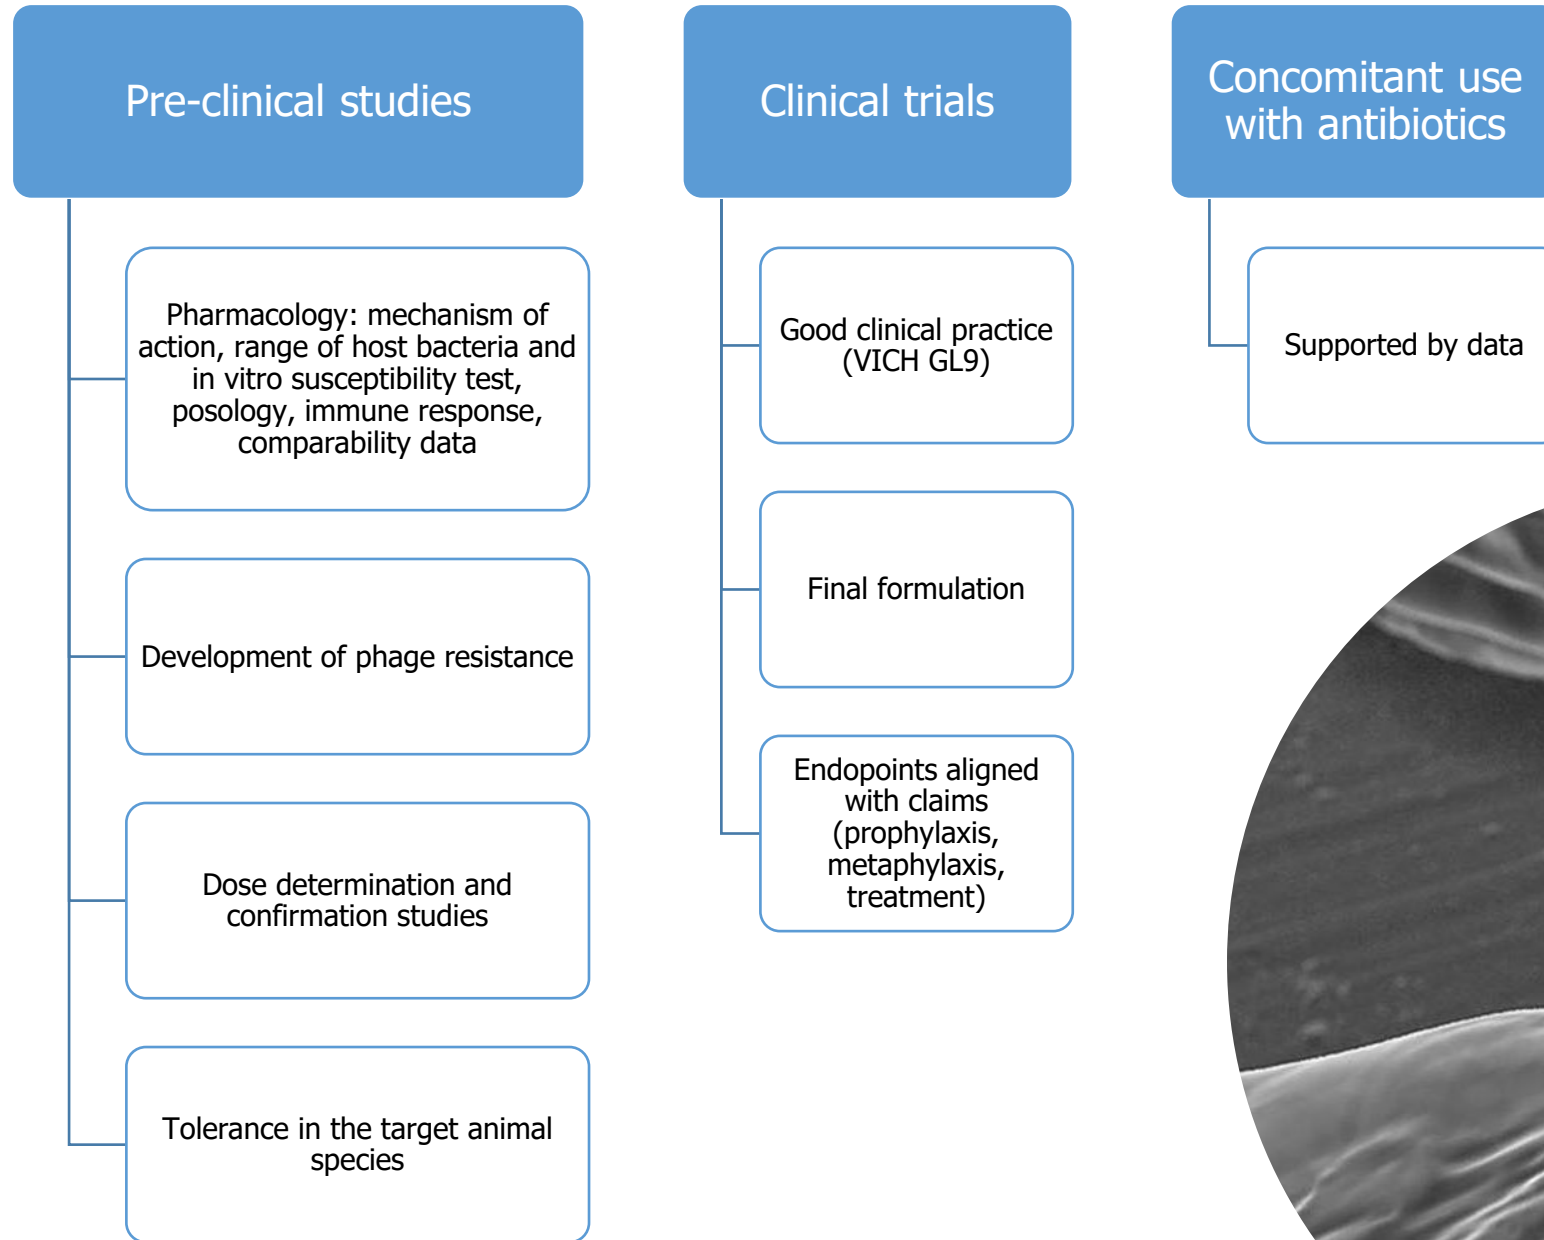 Pre-clinical studies
Pharmacology: mechanism of
action, range of host bacteria and
in vitro susceptibility test,
posology, immune response,
comparability data
Development of phage resistance
Dose determination and
confirmation studies
Tolerance in the target animal
species
Clinical trials
Good clinical practice
(VICH GL9)
Final formulation
Endopoints aligned
with claims
(prophylaxis,
metaphylaxis,
treatment)
Concomitant use
with antibiotics
Supported by data